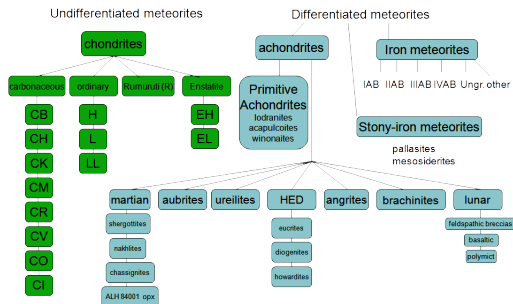 Undifferentiated meteorites
Differentiated meteorites
chondrites
achondrites
Iron meteorites
carbonaceous
ordinary
Rumuruti (R)
Enstatile
IAB IIAB IIIAB IVAB Ungr. other
CB
CH
CK
CM
CR
CV
CO
CI
H
L
LL
EH
EL
Primitive
Achondrites
lodranites
acapulcoites
winonaites
Stony-iron meteorites
pallasites
mesosiderites
martian
aubrites
ureilites
HED
angrites
brachinites
lunar
shergottites
nakhlites
chassignites
ALH 84001 opx
eucrites
diogenites
howardites
feldspathic breccias
basaltic
polymict